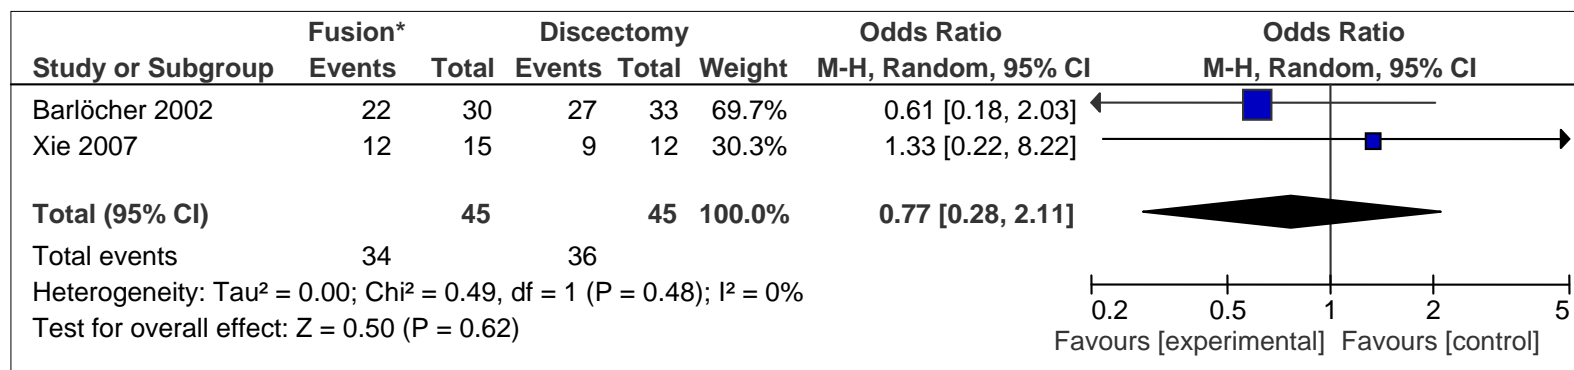 Fusion* Discectomy Odds Ratio Odds Ratio
Study or Subgroup Events Total Events Total Weight M-H, Random, 95% CI M-H, Random, 95% CI
Barlöcher 2002 22 30 27 33 69.7% 0.61 [0.18, 2.03]
Xie 2007 12 15 9 12 30.3% 1.33 [0.22, 8.22]
Total (95% CI) 45 45 100.0% 0.77 [0.28, 2.11]
Total events 34 36
Heterogeneity: Tau² = 0.00; Chi² = 0.49, df = 1 (P = 0.48); I² = 0%
Test for overall effect: Z = 0.50 (P = 0.62)
0.2 0.5 1 2 5
Favours [experimental] Favours [control]